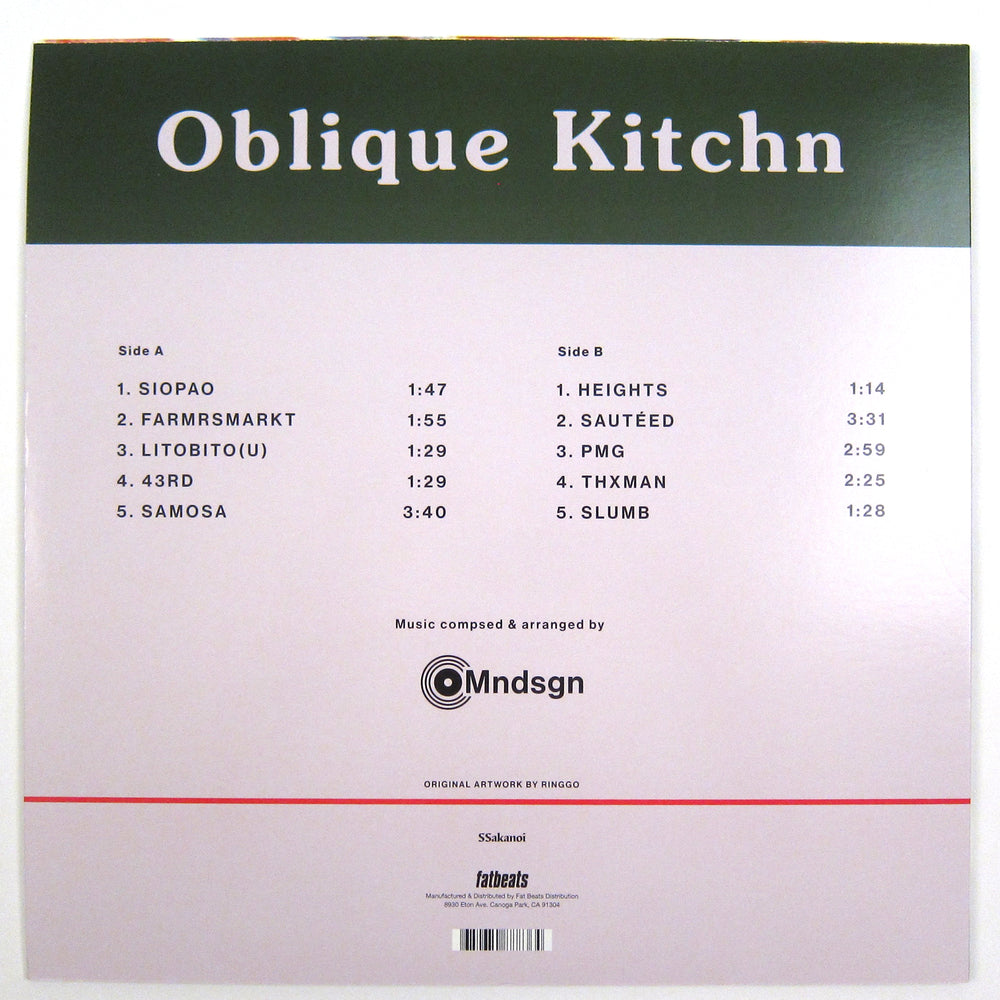 Oblique Kitchn
Side A
1. SIOPAO 1:47
2. FARMRSMARKT 1:55
3. LITOBITO(U) 1:29
4. 43RD 1:29
5. SAMOSA 3:40
Side B
1. HEIGHTS 1:14
2. SAUTÉED 3:31
3. PMG 2:59
4. THXMAN 2:25
5. SLUMB 1:28
Music compsed & arranged by
Mndsgn
ORIGINAL ARTWORK BY RINGGO
SSakanoi
fatbeats
Manufactured & Distributed by Fat Beats Distribution
8930 Eton Ave. Canoga Park, CA 91304